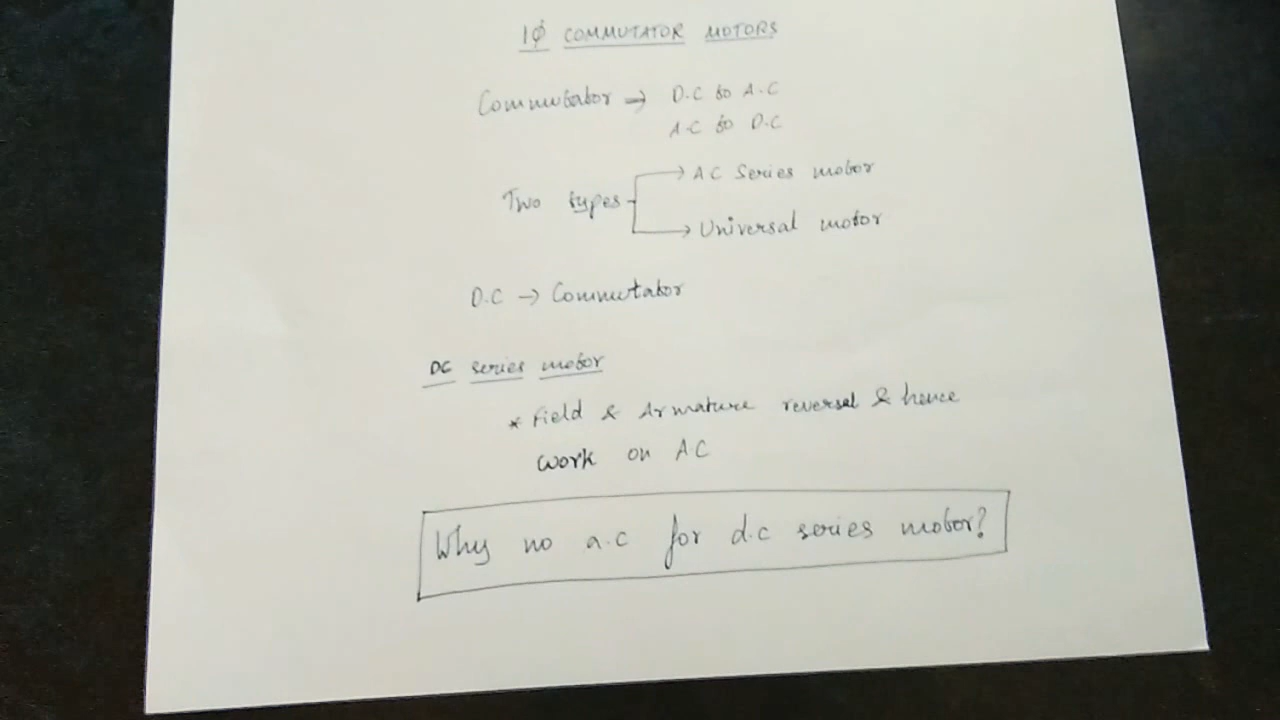 1ϕ COMMUTATOR MOTORS
Commutator → D.C to A.C
A.C to D.C
Two types → AC Series motor
→ Universal motor
D.C → Commutator
DC series motor
* Field & Armature reversal & hence
work on AC
Why no a.c for d.c series motor?